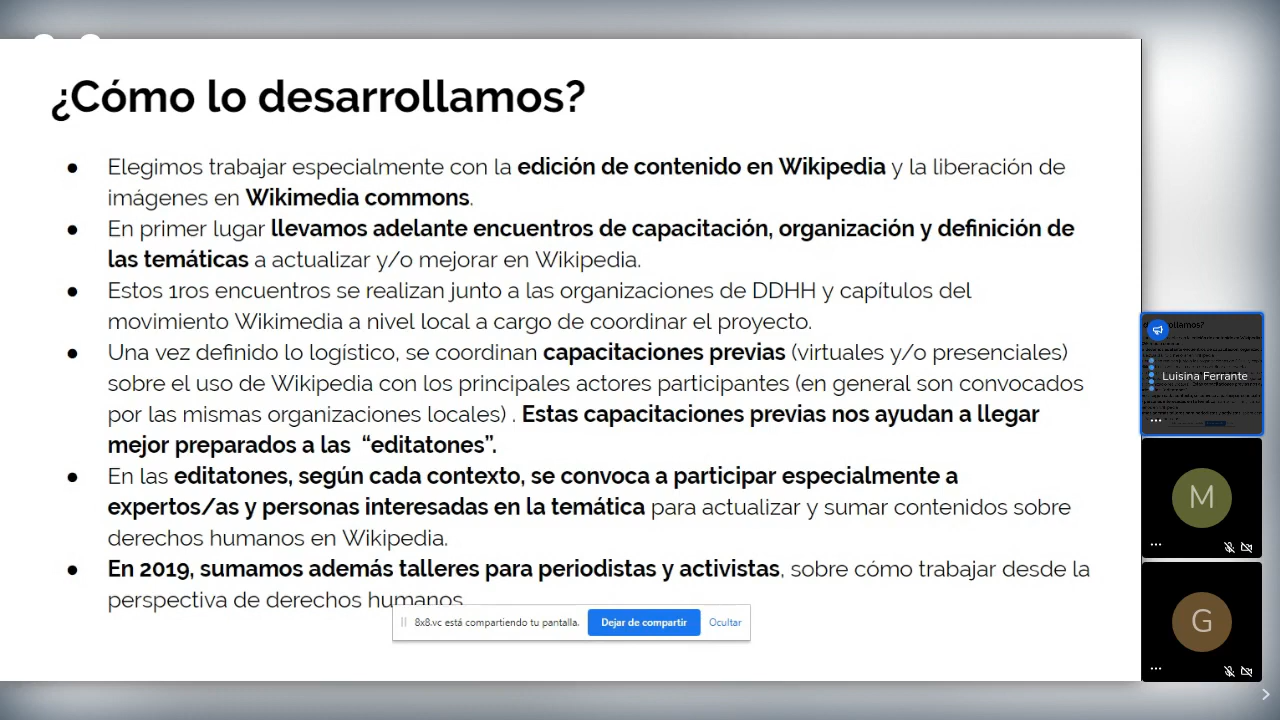 ¿Cómo lo desarrollamos?
● Elegimos trabajar especialmente con la edición de contenido en Wikipedia y la liberación de
imágenes en Wikimedia commons.
● En primer lugar llevamos adelante encuentros de capacitación, organización y definición de
las temáticas a actualizar y/o mejorar en Wikipedia.
● Estos 1ros encuentros se realizan junto a las organizaciones de DDHH y capítulos del
movimiento Wikimedia a nivel local a cargo de coordinar el proyecto.
● Una vez definido lo logístico, se coordinan capacitaciones previas (virtuales y/o presenciales)
sobre el uso de Wikipedia con los principales actores participantes (en general son convocados
por las mismas organizaciones locales) . Estas capacitaciones previas nos ayudan a llegar
mejor preparados a las “editatones”.
● En las editatones, según cada contexto, se convoca a participar especialmente a
expertos/as y personas interesadas en la temática para actualizar y sumar contenidos sobre
derechos humanos en Wikipedia.
● En 2019, sumamos además talleres para periodistas y activistas, sobre cómo trabajar desde la
perspectiva de derechos humanos
8x8.vc está compartiendo tu pantalla. Dejar de compartir Ocultar
Luisina Ferrante
M
G